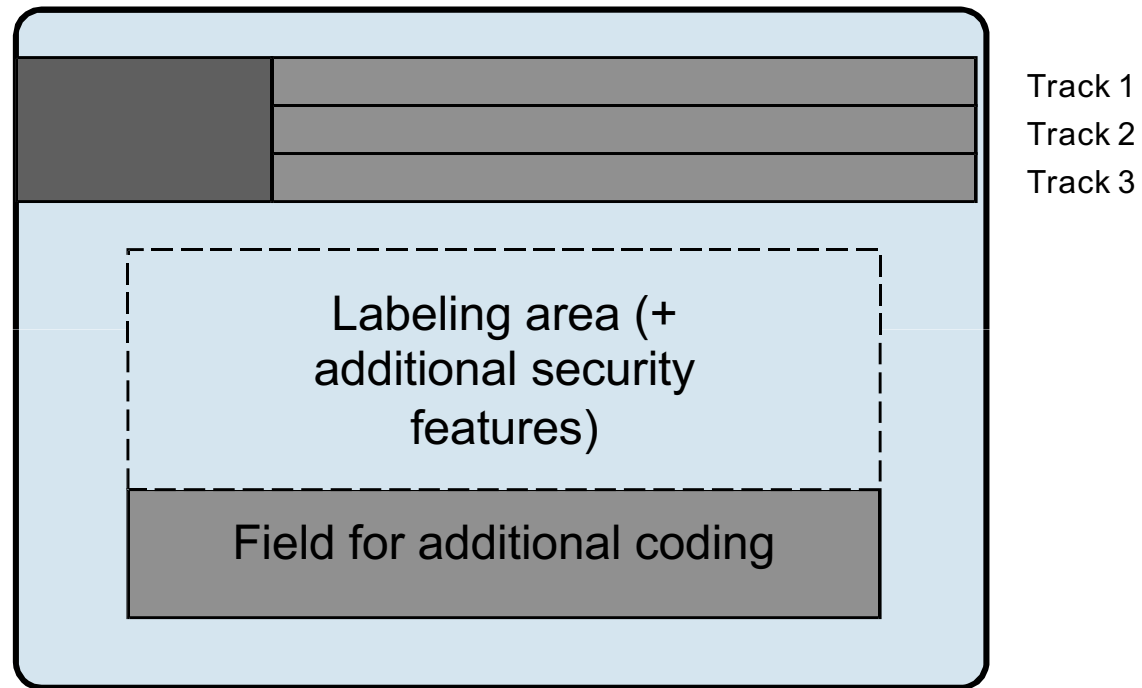 Track 1
Track 2
Track 3
Labeling area (+
additional security
features)
Field for additional coding